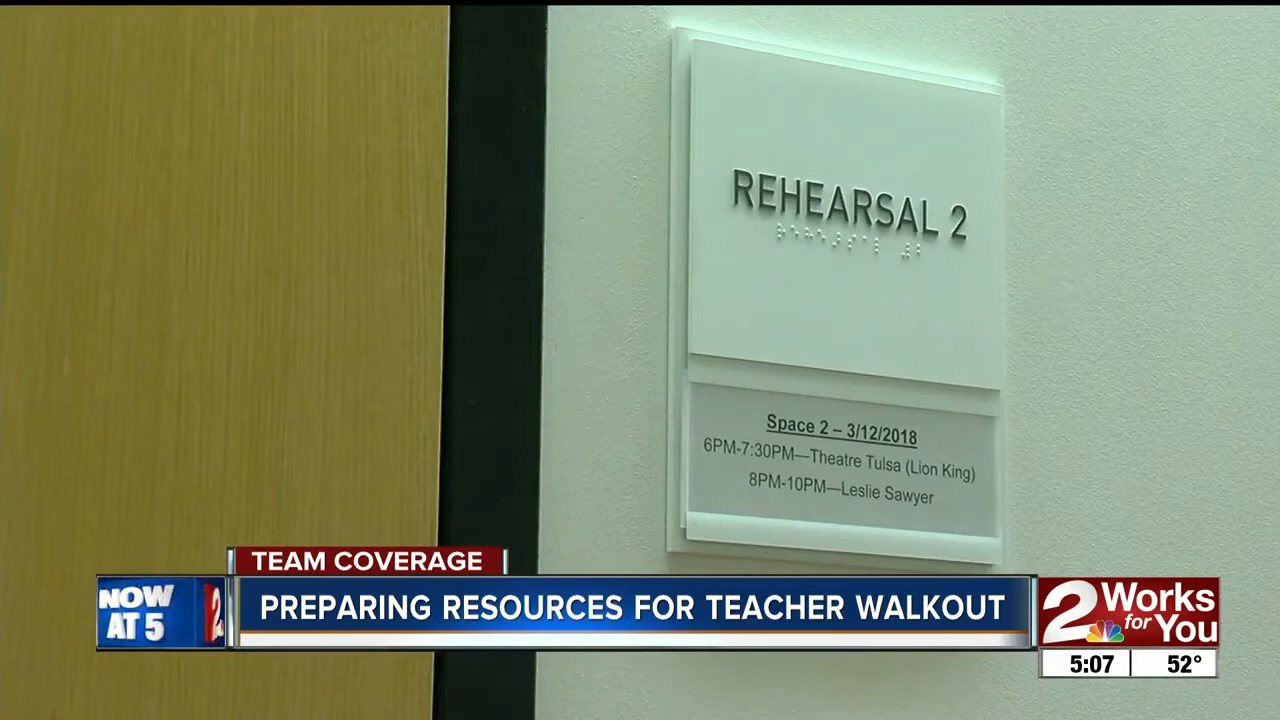 REHEARSAL 2
Space 2 – 3/12/2018
6PM-7:30PM—Theatre Tulsa (Lion King)
8PM-10PM—Leslie Sawyer
TEAM COVERAGE
NOW
AT 5
2
PREPARING RESOURCES FOR TEACHER WALKOUT
2 Works
for You
5:07 52°